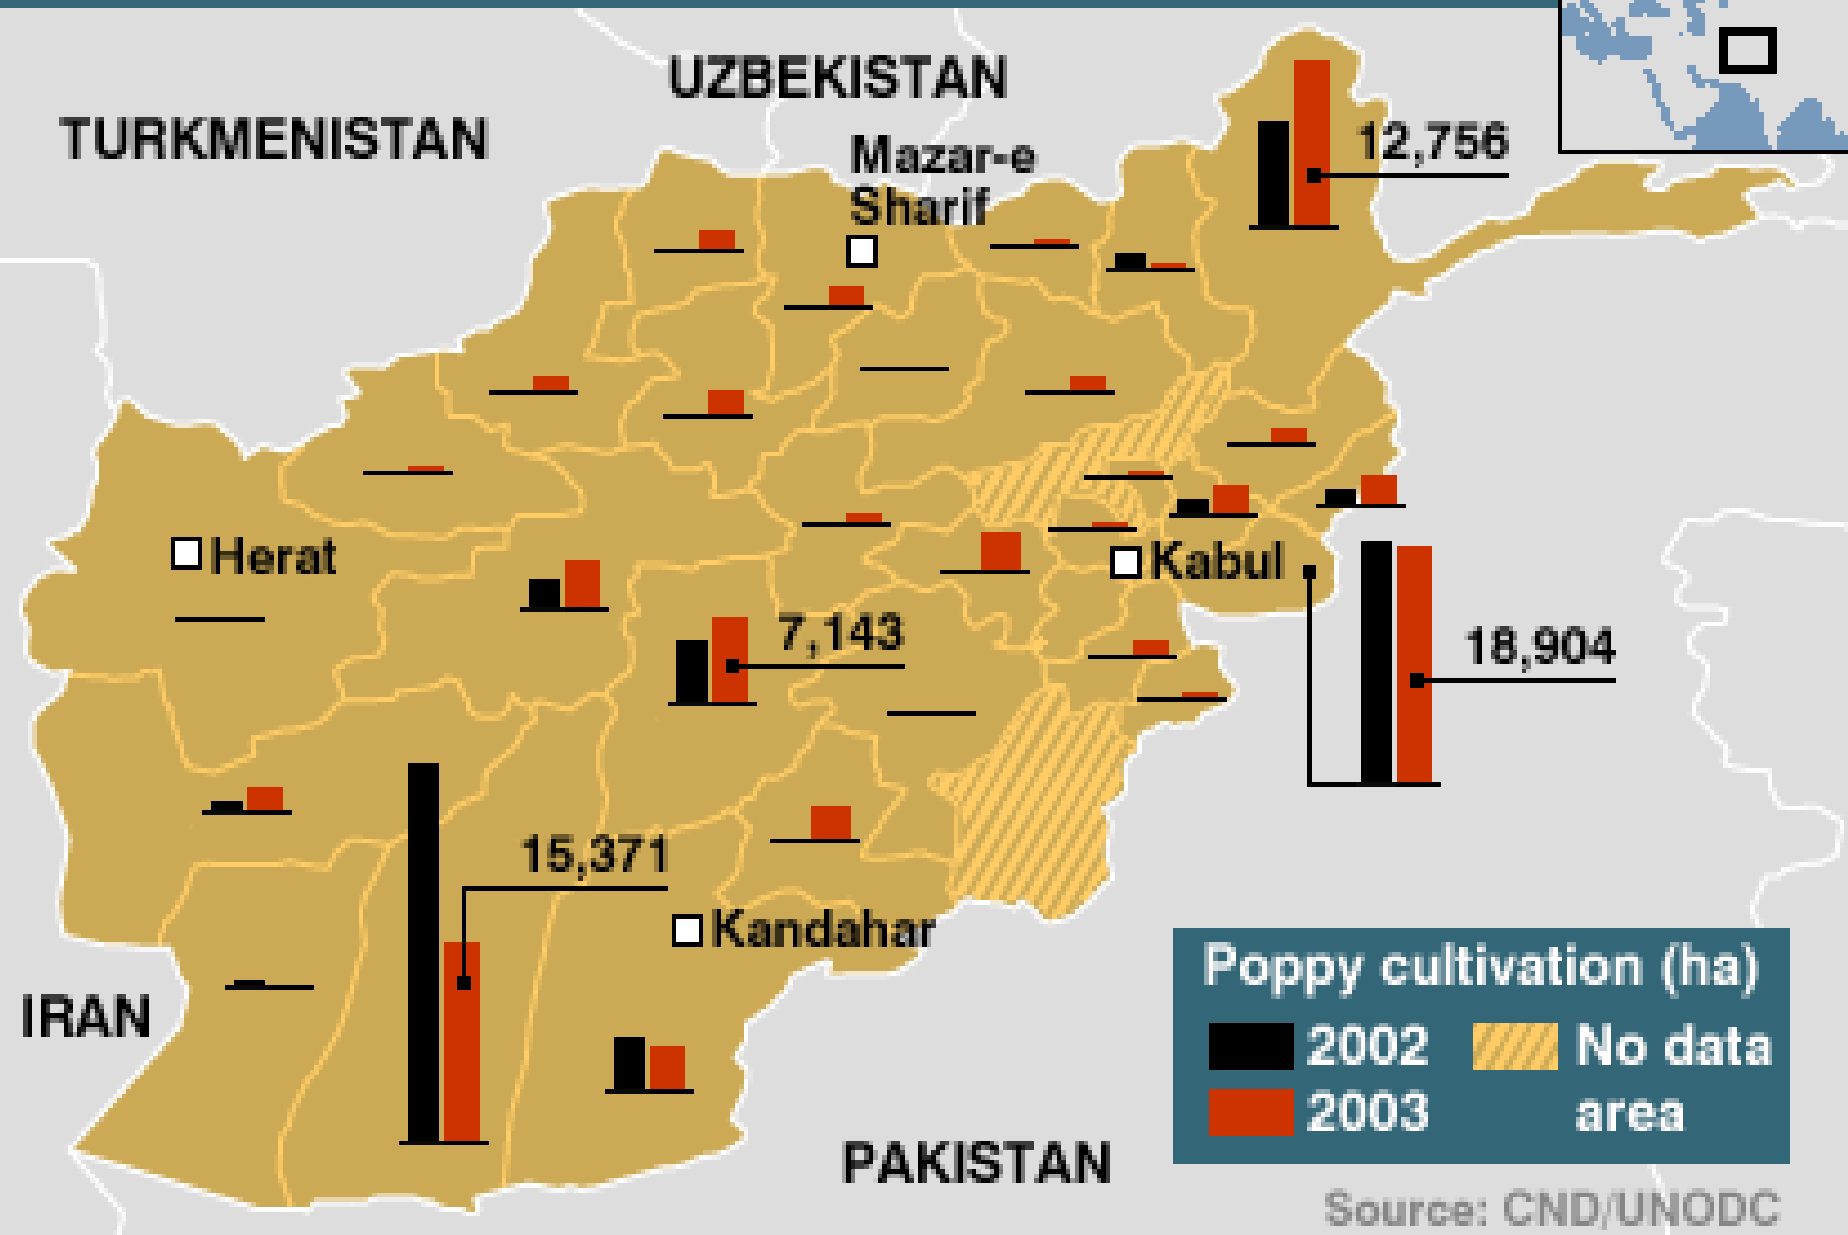 UZBEKISTAN
TURKMENISTAN
Mazar-e
Sharif
12,756
Herat
Kabul
7,143
18,904
15,371
Kandahar
IRAN
PAKISTAN
Poppy cultivation (ha)
2002
No data
2003
area
Source: CND/UNODC